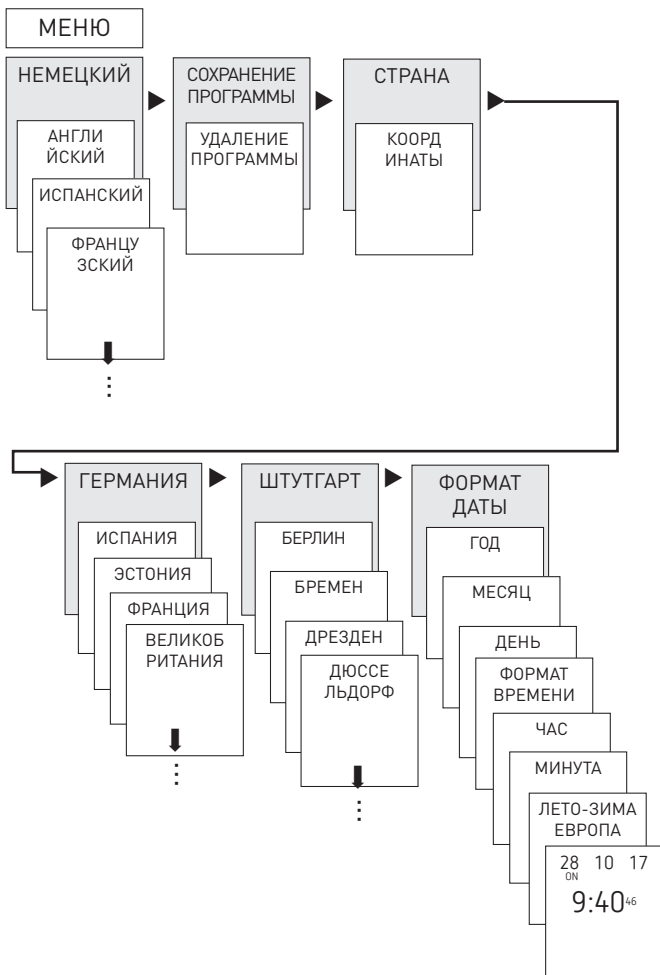 МЕНЮ
НЕМЕЦКИЙ
АНГЛИ
ЙСКИЙ
ИСПАНСКИЙ
ФРАНЦУ
ЗСКИЙ
СОХРАНЕНИЕ
ПРОГРАММЫ
УДАЛЕНИЕ
ПРОГРАММЫ
СТРАНА
КООРД
ИНАТЫ
ГЕРМАНИЯ
ИСПАНИЯ
ЭСТОНИЯ
ФРАНЦИЯ
ВЕЛИКОБ
РИТАНИЯ
ШТУТГАРТ
БЕРЛИН
БРЕМЕН
ДРЕЗДЕН
ДЮССЕ
ЛЬДОРФ
ФОРМАТ
ДАТЫ
ГОД
МЕСЯЦ
ДЕНЬ
ФОРМАТ
ВРЕМЕНИ
ЧАС
МИНУТА
ЛЕТО-ЗИМА
ЕВРОПА
28 10 17
ON
9:40 46